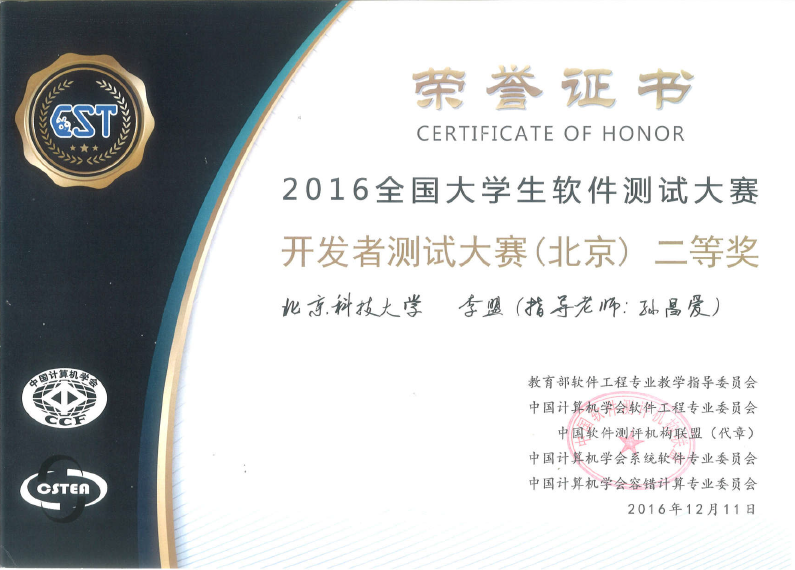 CST
荣誉证书
CERTIFICATE OF HONOR
2016全国大学生软件测试大赛
开发者测试大赛(北京) 二等奖
北京科技大学 李盟(指导老师:孙昌爱)
中国计算机学会
CCF
CSTEA
教育部软件工程专业教学指导委员会
中国计算机学会软件工程专业委员会
中国软件测评机构联盟(代章)
中国计算机学会系统软件专业委员会
中国计算机学会容错计算专业委员会
2016年12月11日